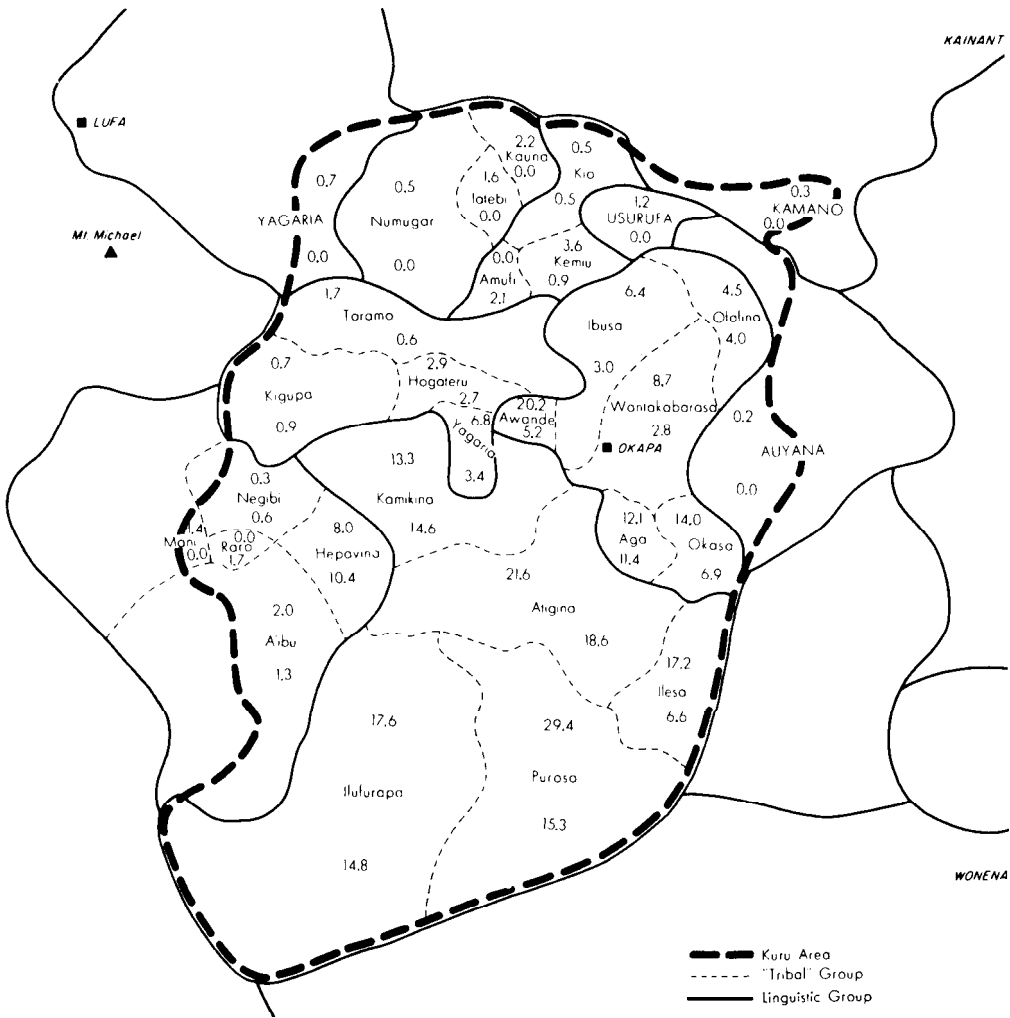 KAINANT
LUFA
2.2
Kauna
0.0
0.5
Kio
0.5
0.7
YAGARIA
0.0
0.5
Numugar
0.0
1.6
Iatebi
0.0
1.2
USURUFA
0.0
0.3
KAMANO
0.0
Mt. Michael
0.0
Amufi
2.1
3.6
Kemiu
0.9
1.7
Taramo
0.6
6.4
Ibusa
3.0
4.5
Ofafina
4.0
0.7
Kigupa
0.9
2.9
Hogateru
2.7
6.8
Yagaria
3.4
20.2
Awande
5.2
8.7
Wantakabarasa
2.8
OKAPA
0.2
AUYANA
0.0
13.3
Kamikina
14.6
0.3
Negibi
0.6
1.4
Mani
0.0
0.0
Rara
1.7
8.0
Hepavina
10.4
12.1
Aga
11.4
14.0
Okasa
6.9
21.6
Atigina
18.6
2.0
A'ibu
1.3
17.2
Ilesa
6.6
17.6
Ilufurapa
14.8
29.4
Purosa
15.3
WONENA
Kuru Area
"Tribal" Group
Linguistic Group